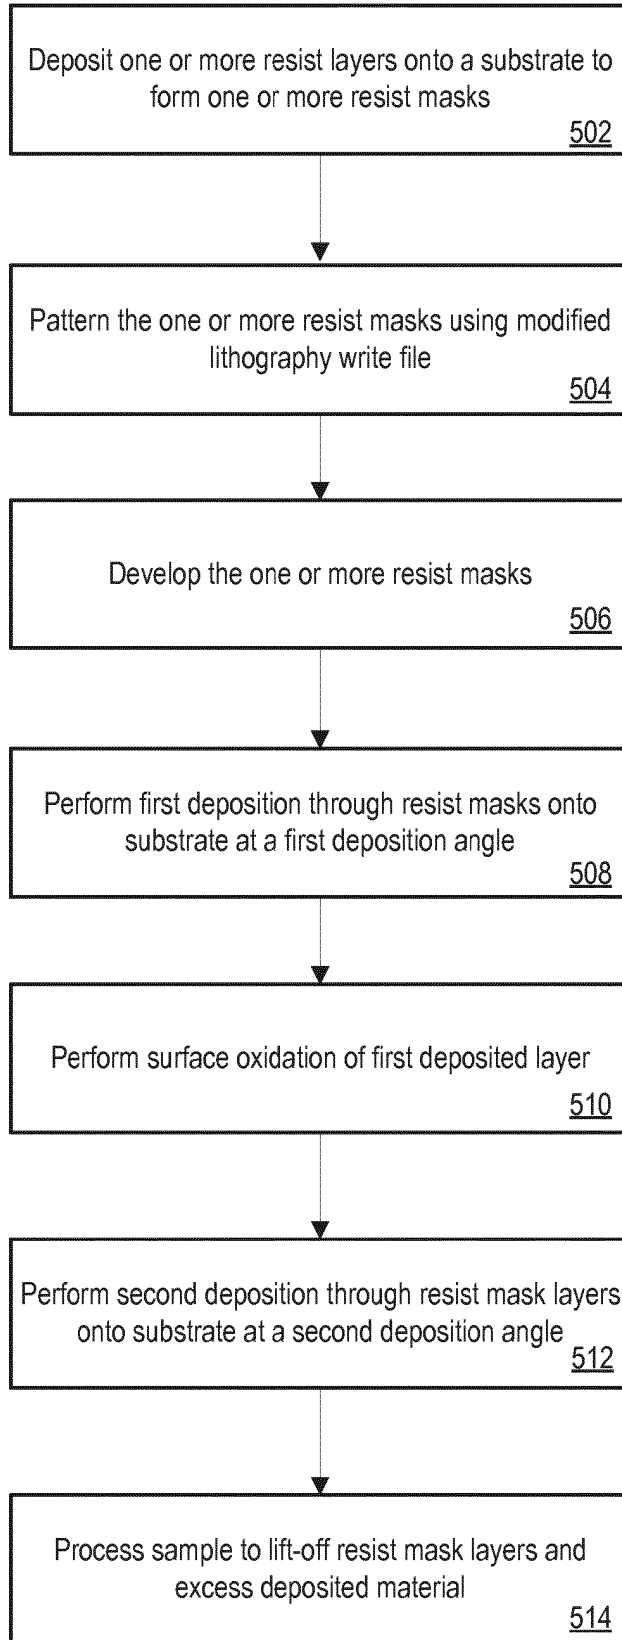 Deposit one or more resist layers onto a substrate to
form one or more resist masks
502
Pattern the one or more resist masks using modified
lithography write file
504
Develop the one or more resist masks
506
Perform first deposition through resist masks onto
substrate at a first deposition angle
508
Perform surface oxidation of first deposited layer
510
Perform second deposition through resist mask layers
onto substrate at a second deposition angle
512
Process sample to lift-off resist mask layers and
excess deposited material
514